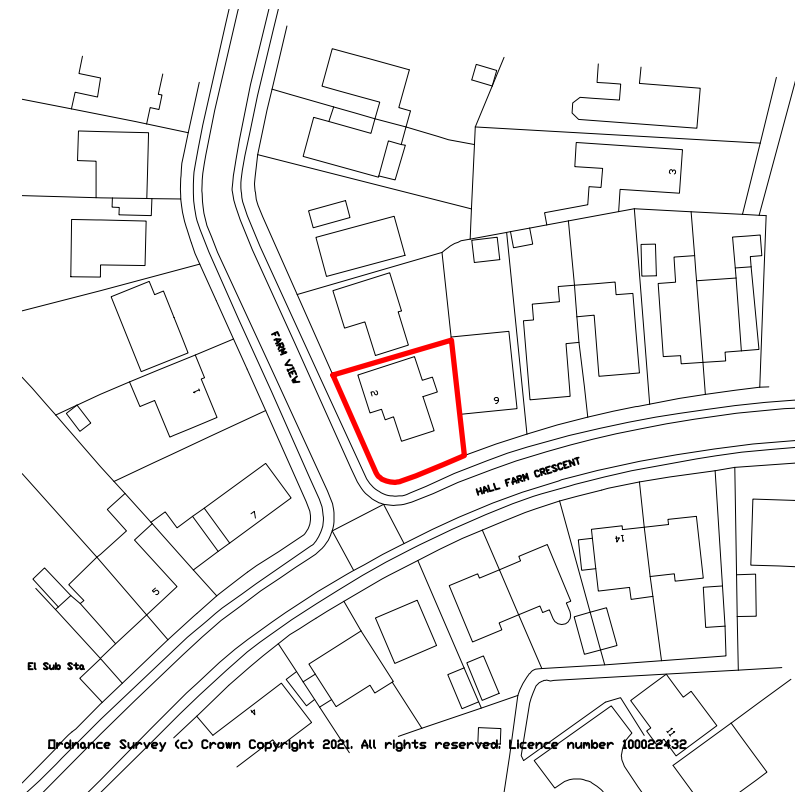 3
FARM VIEW
1
2
6
HALL FARM CRESCENT
7
14
5
El Sub Sta
4
11
Ordnance Survey (c) Crown Copyright 2021. All rights reserved. Licence number 100022432